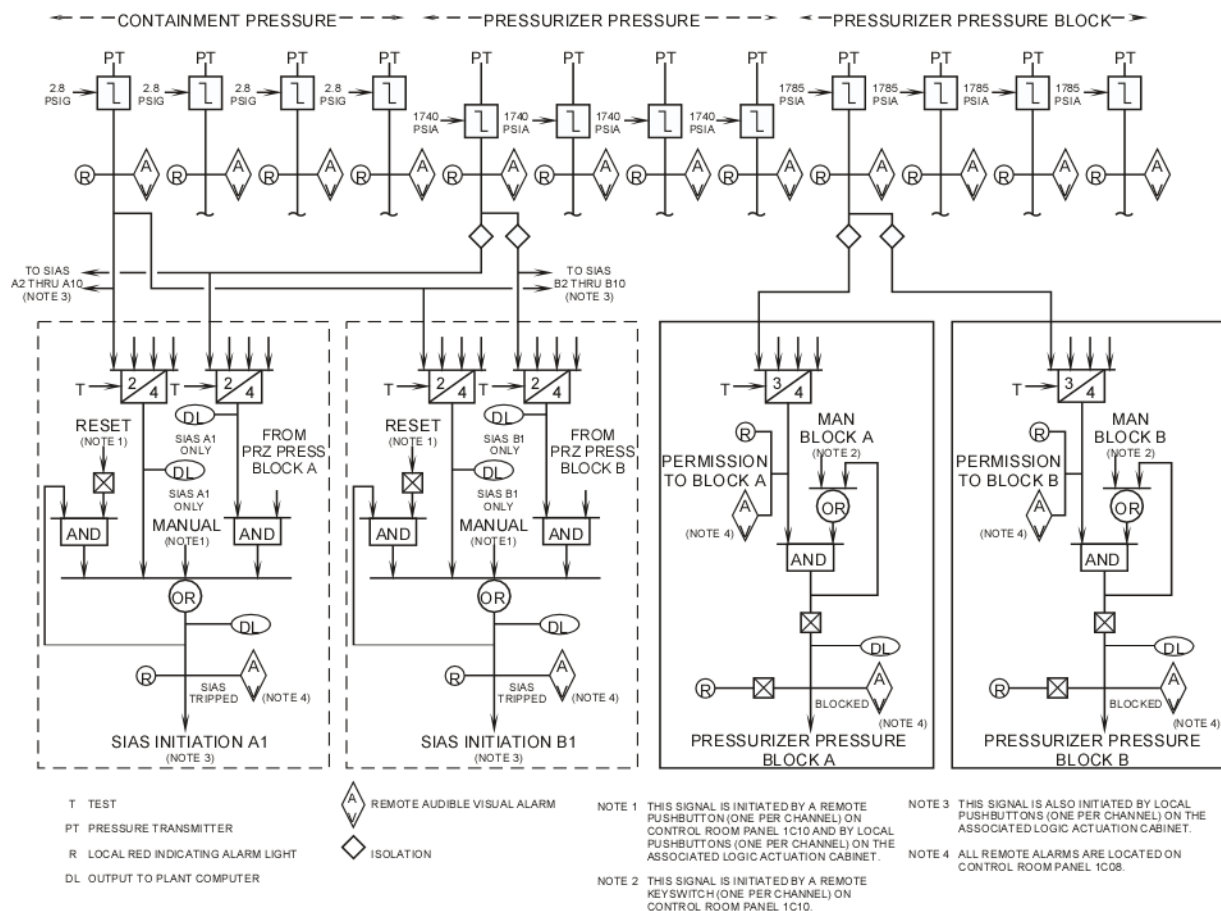 CONTAINMENT PRESSURE PRESSURIZER PRESSURE PRESSURIZER PRESSURE BLOCK
PT PT PT PT PT PT PT PT PT PT PT PT
2.8 PSIG
2.8 PSIG
2.8 PSIG
2.8 PSIG
1740 PSIA
1740 PSIA
1740 PSIA
1740 PSIA
1785 PSIA
1785 PSIA
1785 PSIA
1785 PSIA
R A R A R A R A R A R A R A R A R A R A R A R A
TO SIAS
A2 THRU A10
(NOTE 3)
TO SIAS
B2 THRU B10
(NOTE 3)
T 2/4 T 2/4
DL
RESET
(NOTE 1)
SIAS A1
ONLY
FROM
PRZ PRESS
BLOCK A
DL
SIAS A1
ONLY
AND
MANUAL
(NOTE1)
AND
OR
DL
R
A
SIAS
TRIPPED
(NOTE 4)
SIAS INITIATION A1
(NOTE 3)
T 2/4 T 2/4
DL
RESET
(NOTE 1)
SIAS B1
ONLY
FROM
PRZ PRESS
BLOCK B
DL
SIAS B1
ONLY
AND
MANUAL
(NOTE1)
AND
OR
DL
R
A
SIAS
TRIPPED
(NOTE 4)
SIAS INITIATION B1
(NOTE 3)
T 3/4
R
MAN
BLOCK A
(NOTE 2)
PERMISSION
TO BLOCK A
A
(NOTE 4)
OR
AND
DL
R
A
BLOCKED
(NOTE 4)
PRESSURIZER PRESSURE
BLOCK A
T 3/4
R
MAN
BLOCK B
(NOTE 2)
PERMISSION
TO BLOCK B
A
(NOTE 4)
OR
AND
DL
R
A
BLOCKED
(NOTE 4)
PRESSURIZER PRESSURE
BLOCK B
T TEST
PT PRESSURE TRANSMITTER
R LOCAL RED INDICATING ALARM LIGHT
DL OUTPUT TO PLANT COMPUTER
A REMOTE AUDIBLE VISUAL ALARM
ISOLATION
NOTE 1 THIS SIGNAL IS INITIATED BY A REMOTE
PUSHBUTTON (ONE PER CHANNEL) ON
CONTROL ROOM PANEL 1C10 AND BY LOCAL
PUSHBUTTONS (ONE PER CHANNEL) ON THE
ASSOCIATED LOGIC ACTUATION CABINET.
NOTE 2 THIS SIGNAL IS INITIATED BY A REMOTE
KEYSWITCH (ONE PER CHANNEL) ON
CONTROL ROOM PANEL 1C10.
NOTE 3 THIS SIGNAL IS ALSO INITIATED BY LOCAL
PUSHBUTTONS (ONE PER CHANNEL) ON THE
ASSOCIATED LOGIC ACTUATION CABINET.
NOTE 4 ALL REMOTE ALARMS ARE LOCATED ON
CONTROL ROOM PANEL 1C08.